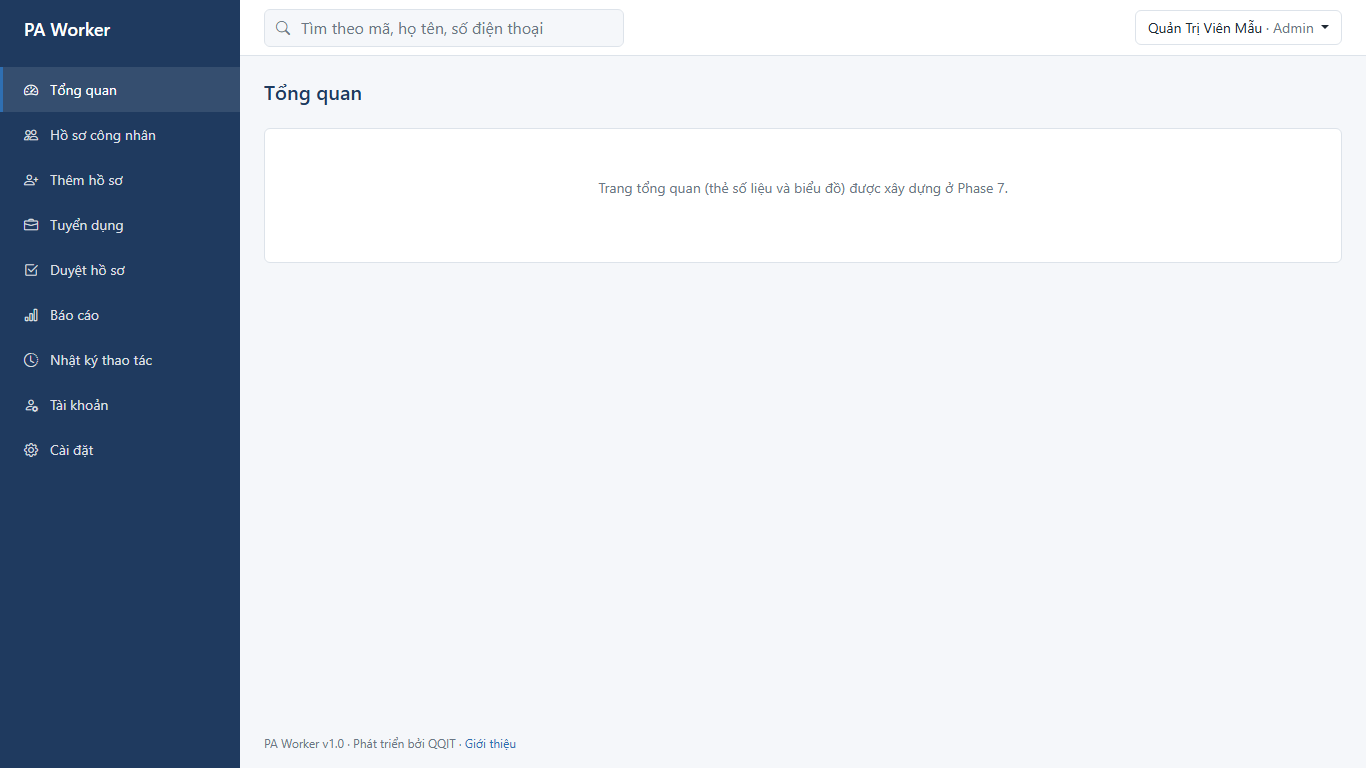 PA Worker
Tìm theo mã, họ tên, số điện thoại
Quản Trị Viên Mẫu · Admin
Tổng quan
Hồ sơ công nhân
Thêm hồ sơ
Tuyển dụng
Duyệt hồ sơ
Báo cáo
Nhật ký thao tác
Tài khoản
Cài đặt
Tổng quan
Trang tổng quan (thẻ số liệu và biểu đồ) được xây dựng ở Phase 7.
PA Worker v1.0 · Phát triển bởi QQIT · Giới thiệu